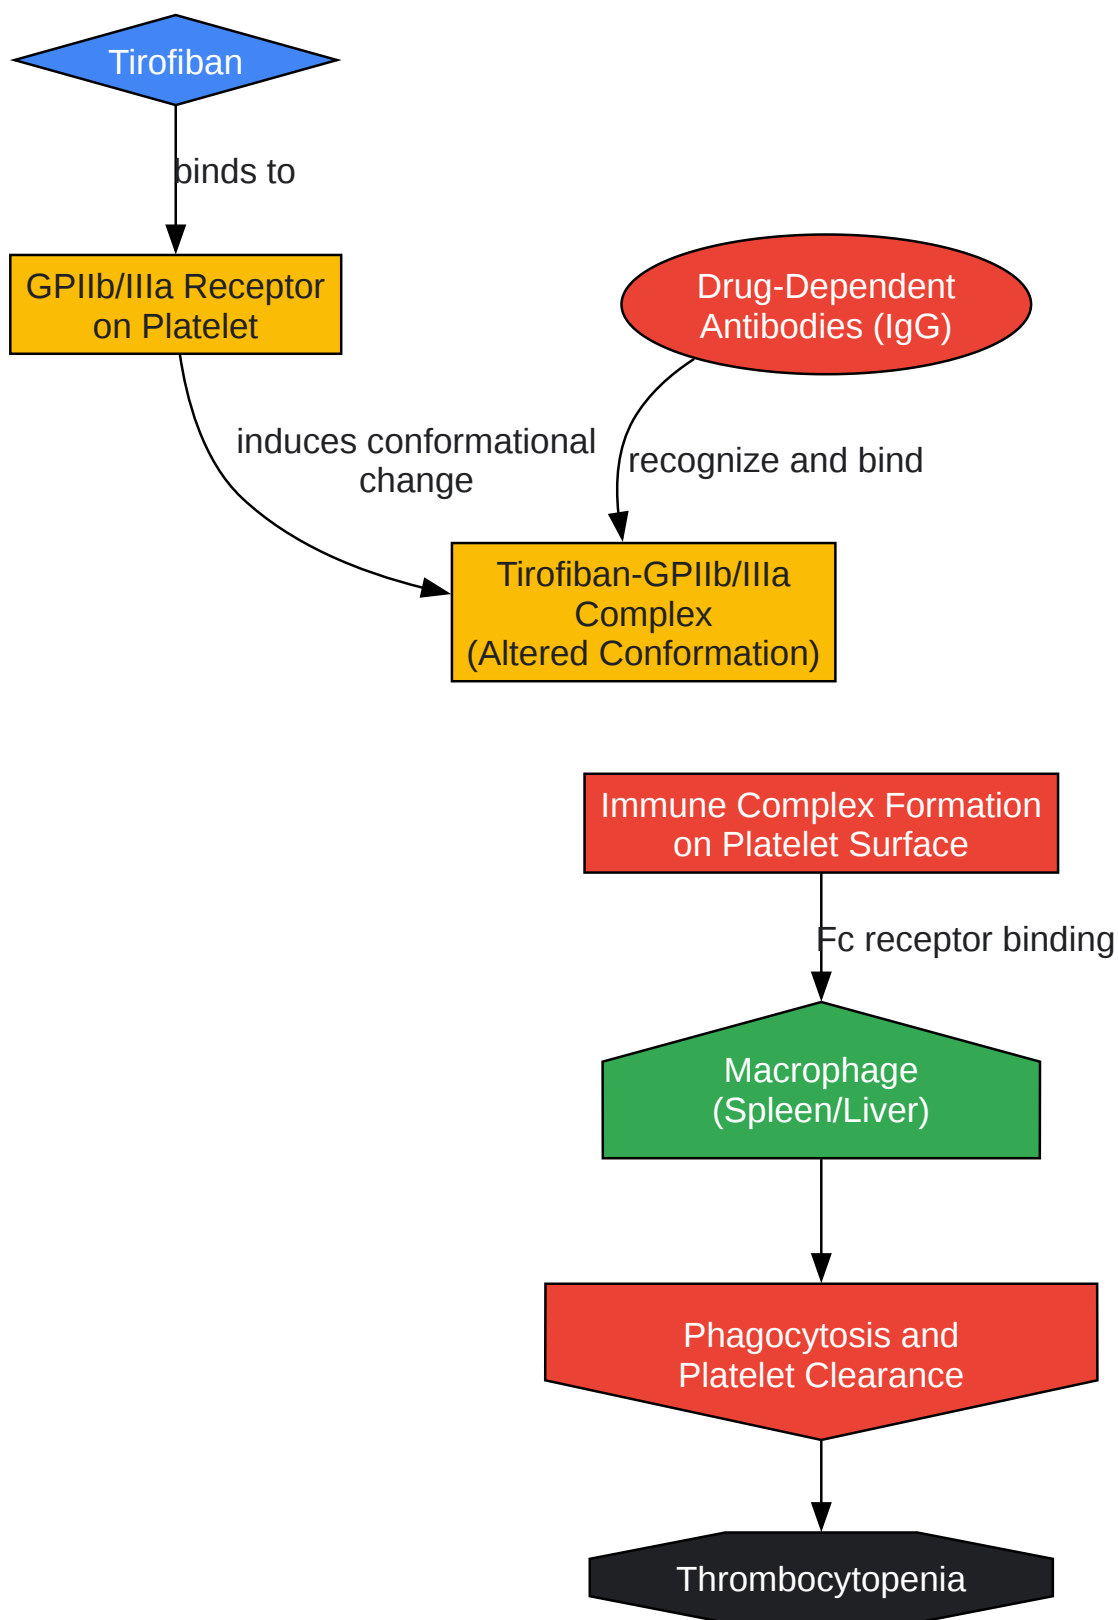 Tirofiban
binds to
GPIIb/IIIa Receptor
on Platelet
Drug-Dependent
Antibodies (IgG)
induces conformational
change
recognize and bind
Tirofiban-GPIIb/IIIa
Complex
(Altered Conformation)
Immune Complex Formation
on Platelet Surface
Fc receptor binding
Macrophage
(Spleen/Liver)
Phagocytosis and
Platelet Clearance
Thrombocytopenia